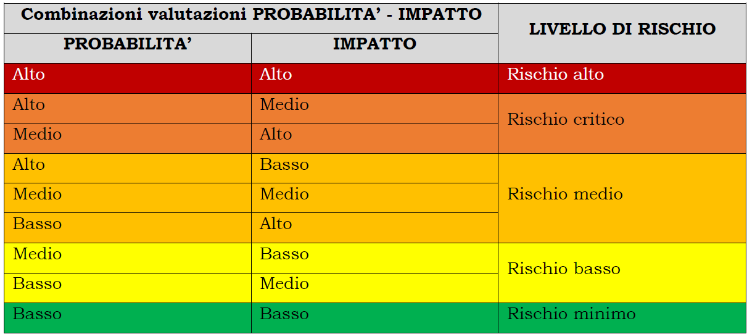 Combinazioni valutazioni PROBABILITA’ - IMPATTO
LIVELLO DI RISCHIO
PROBABILITA’
IMPATTO
Alto
Alto
Rischio alto
Alto
Medio
Rischio critico
Medio
Alto
Alto
Basso
Rischio medio
Medio
Medio
Basso
Alto
Medio
Basso
Rischio basso
Basso
Medio
Basso
Basso
Rischio minimo